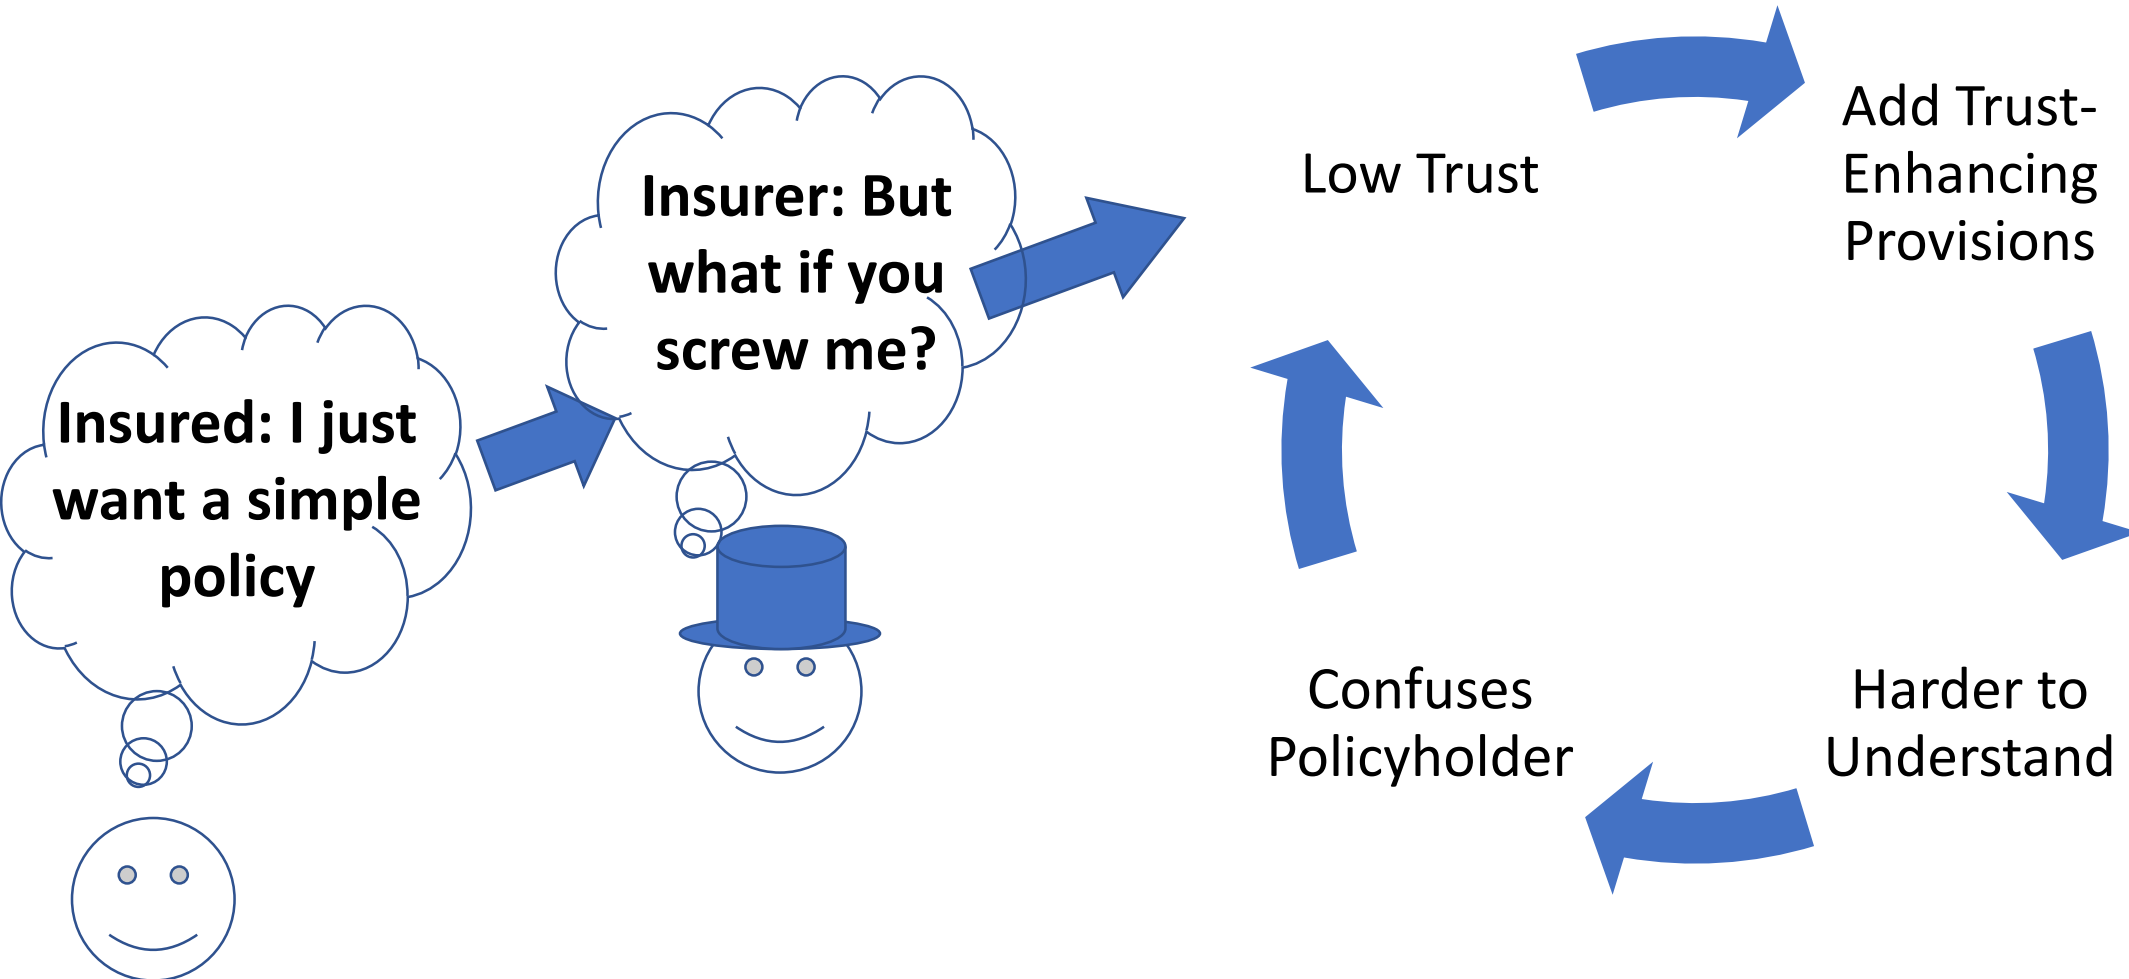 Insured: I just
want a simple
policy
Insurer: But
what if you
screw me?
Low Trust
Add Trust-
Enhancing
Provisions
Harder to
Understand
Confuses
Policyholder